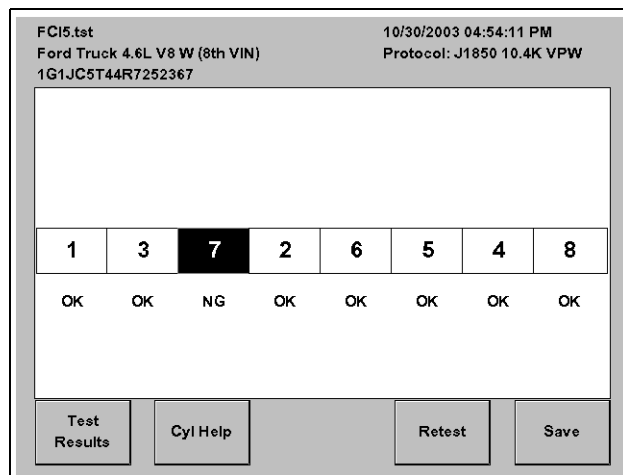 FCI5.tst 10/30/2003 04:54:11 PM
Ford Truck 4.6L V8 W (8th VIN) Protocol: J1850 10.4K VPW
1G1JC5T44R7252367
1 3 7 2 6 5 4 8
OK OK NG OK OK OK OK OK
Test Results Cyl Help Retest Save